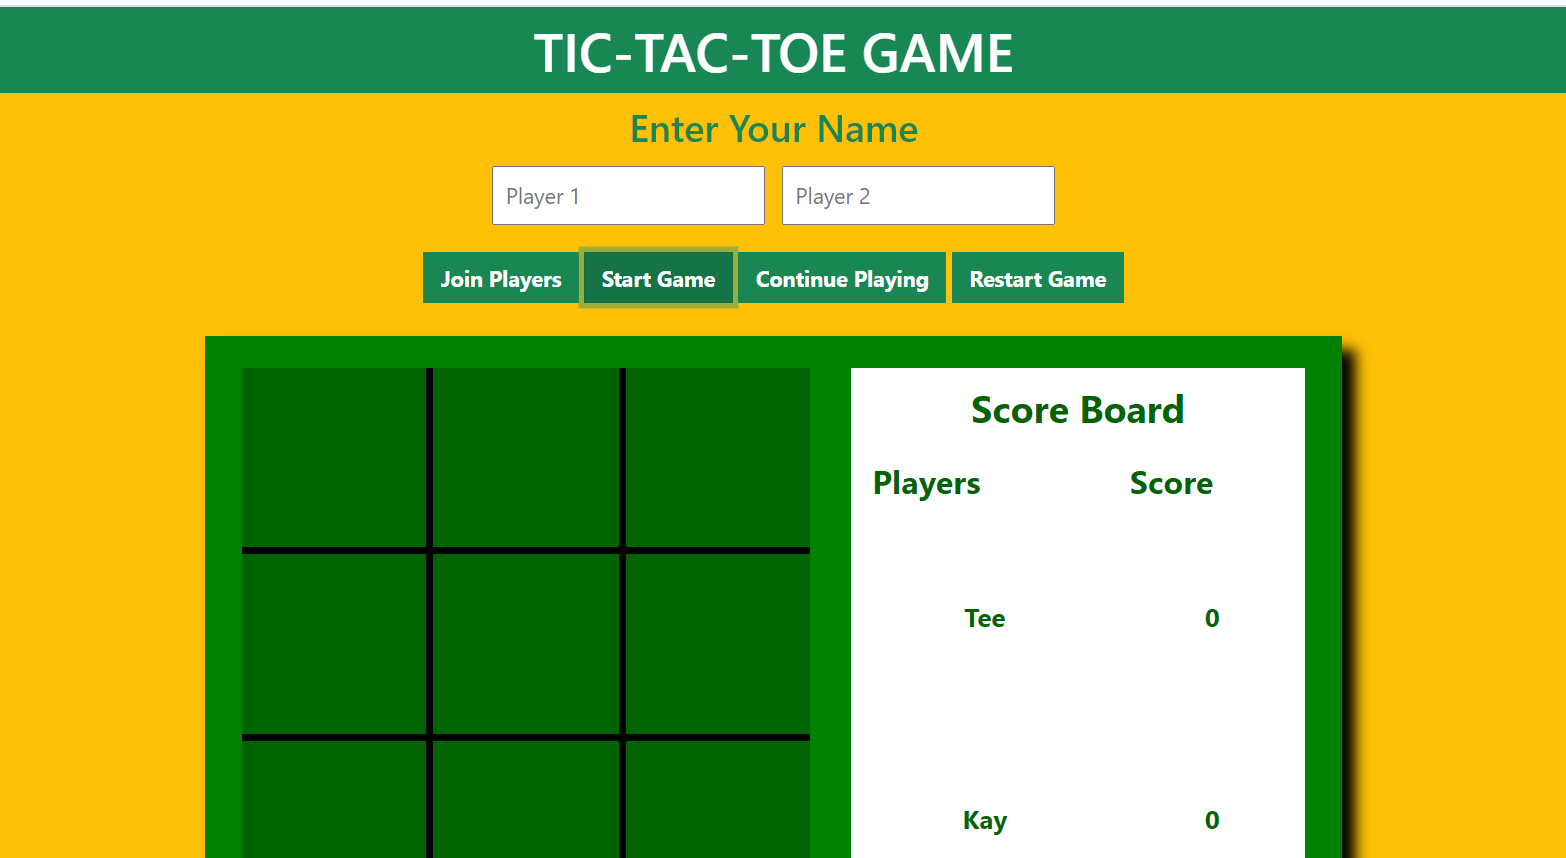 TIC-TAC-TOE GAME
Enter Your Name
Player 1 Player 2
Join Players Start Game Continue Playing Restart Game
Score Board
Players Score
Tee 0
Kay 0